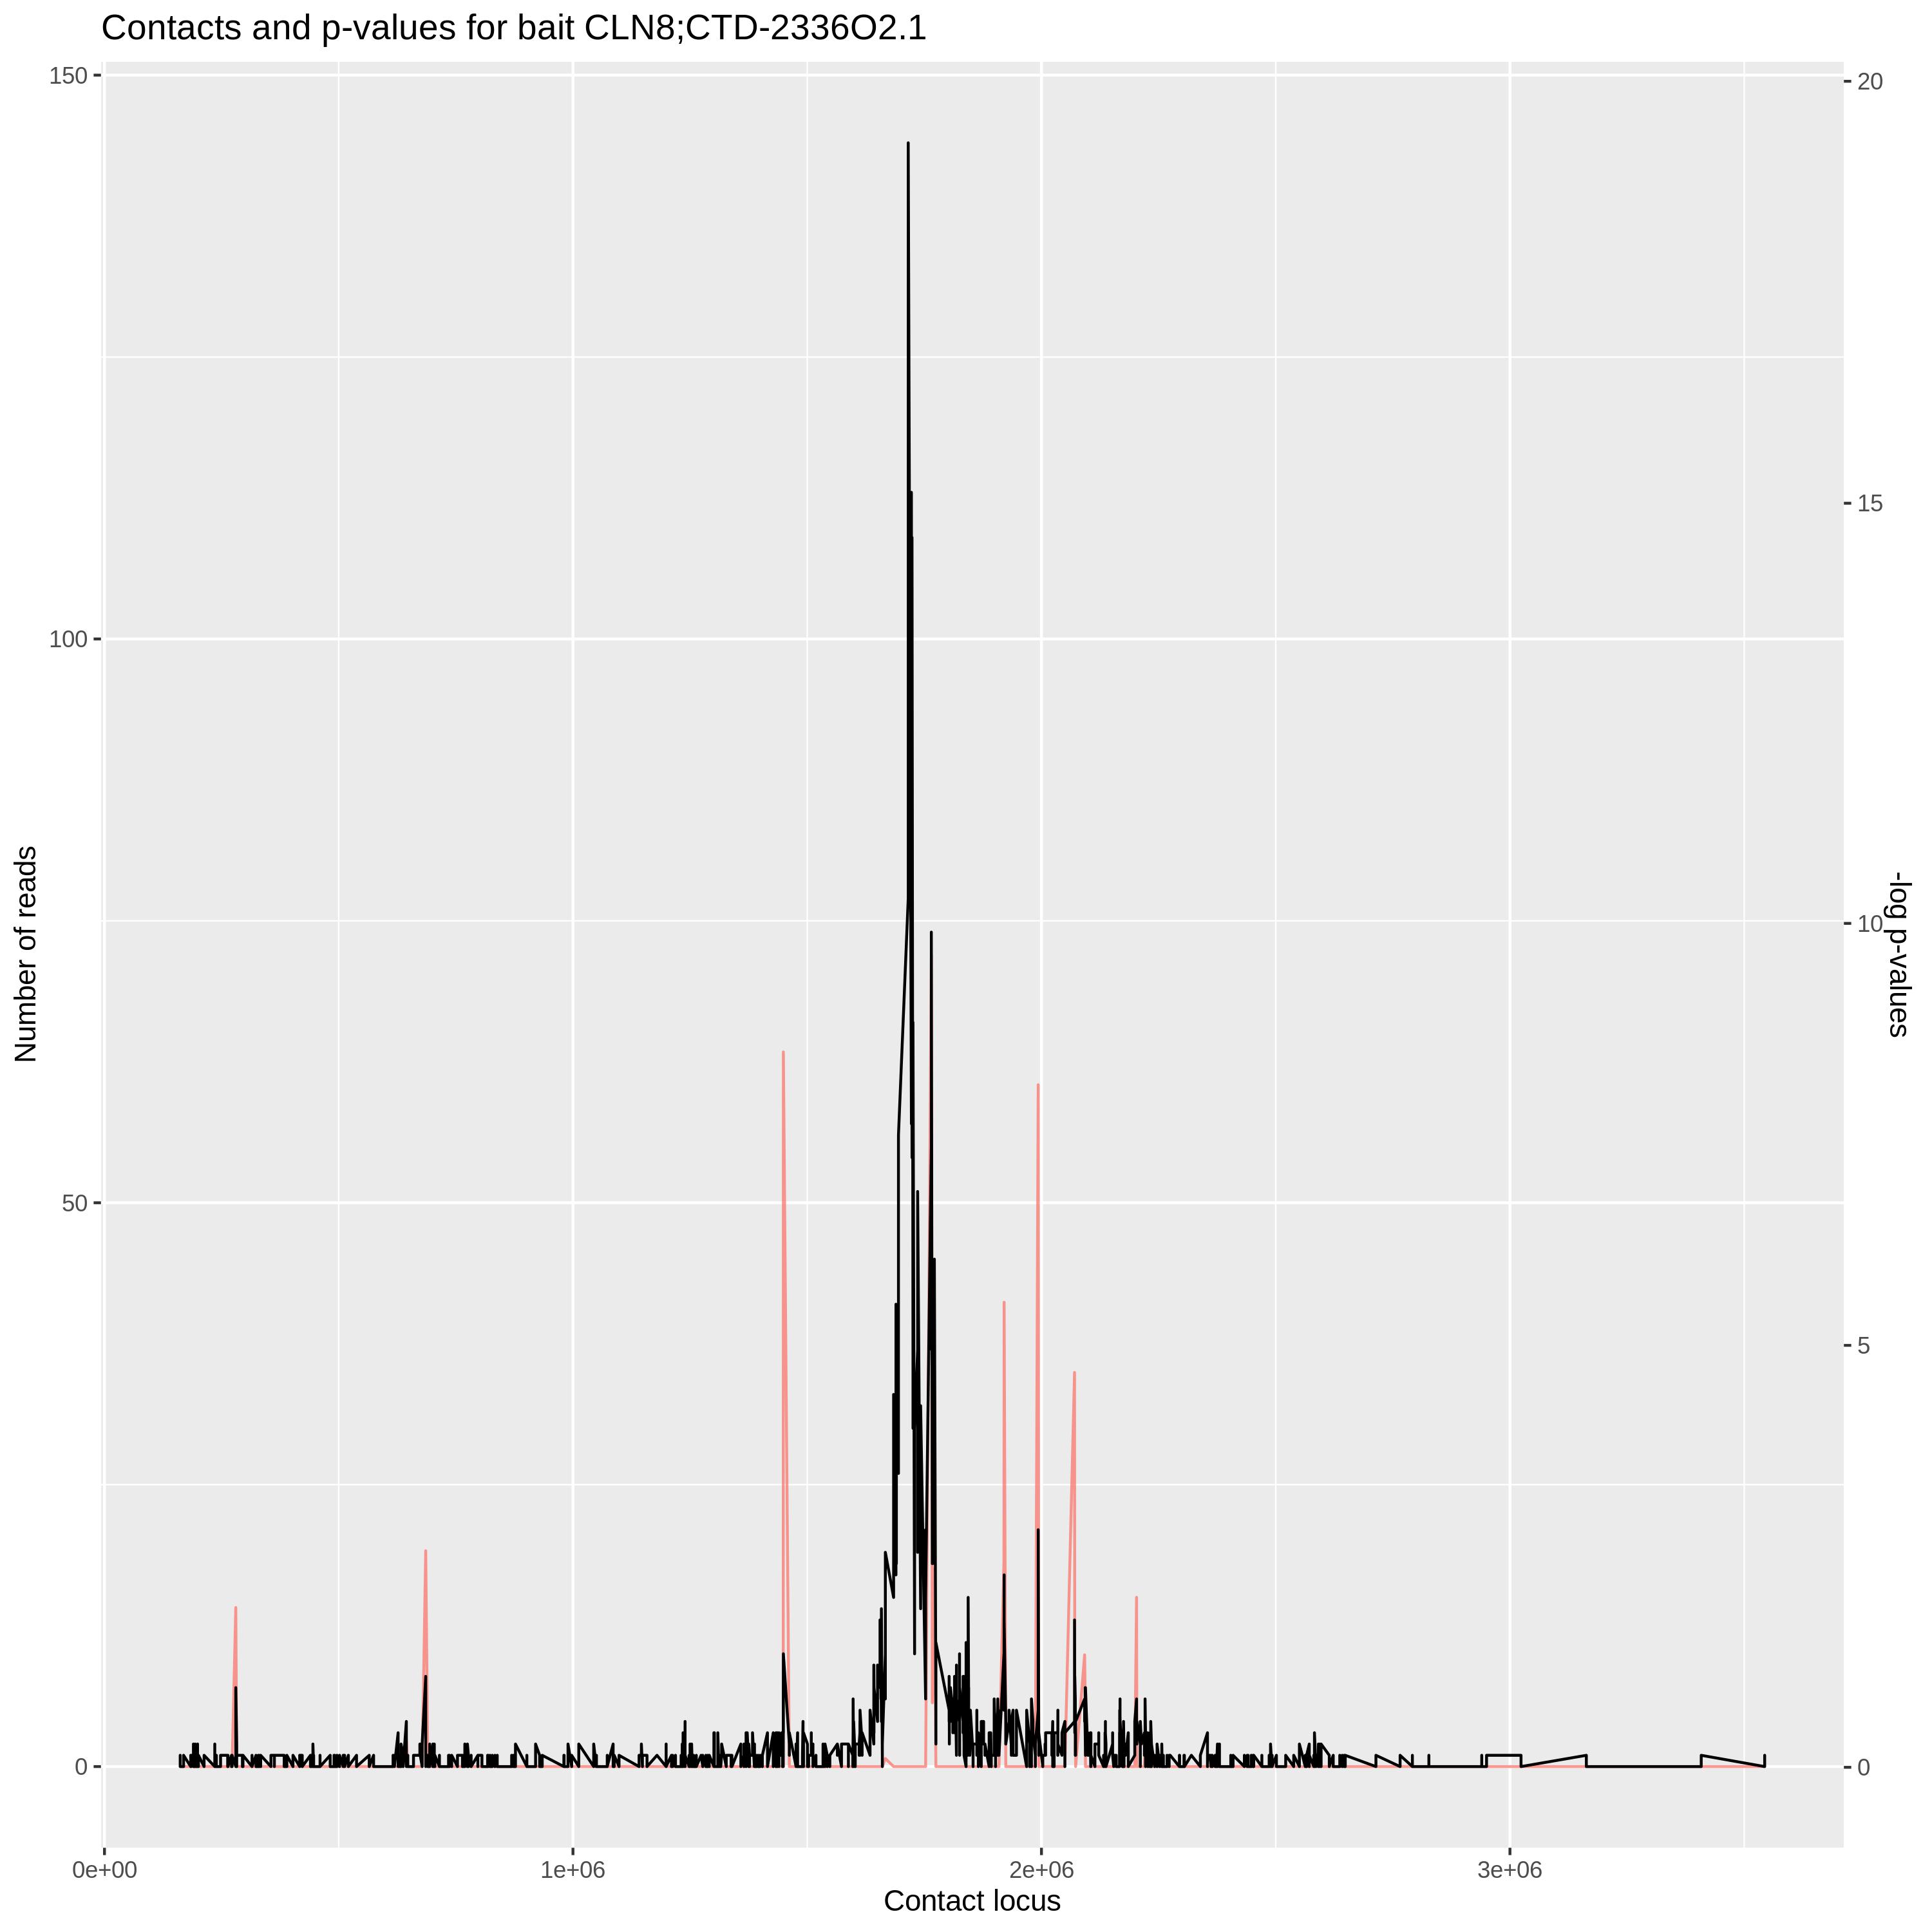 Contacts and p-values for bait CLN8;CTD-2336O2.1
150
100
50
0
Number of reads
20
15
10
5
0
-log p-values
0e+00
1e+06
2e+06
3e+06
Contact locus